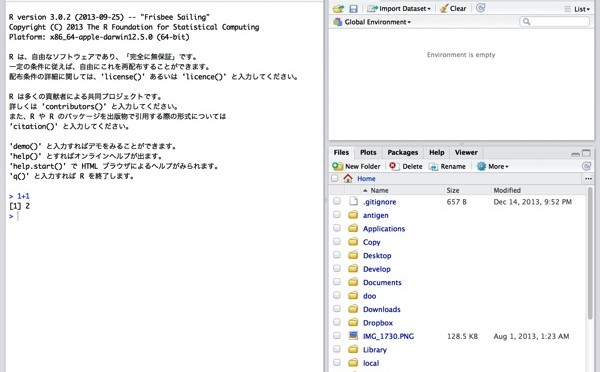 R version 3.0.2 (2013-09-25) -- "Frisbee Sailing"
Copyright (C) 2013 The R Foundation for Statistical Computing
Platform: x86_64-apple-darwin12.5.0 (64-bit)
R は、自由なソフトウェアであり、「完全に無保証」です。
一定の条件に従えば、自由にこれを再配布することができます。
配布条件の詳細に関しては、'license()' あるいは 'licence()' と入力してください。
R は多くの貢献者による共同プロジェクトです。
詳しくは 'contributors()' と入力してください。
また、R や R のパッケージを出版物で引用する際の形式については
'citation()' と入力してください。
'demo()' と入力すればデモをみることができます。
'help()' とすればオンラインヘルプが出ます。
'help.start()' で HTML ブラウザによるヘルプがみられます。
'q()' と入力すれば R を終了します。
> 1+1
[1] 2
>
Import Dataset Clear List
Global Environment
Environment is empty
Files Plots Packages Help Viewer
New Folder Delete Rename More
Home
Name Size Modified
.gitignore 657 B Dec 14, 2013, 9:52 PM
antigen
Applications
Copy
Desktop
Develop
Documents
doo
Downloads
Dropbox
IMG_1730.PNG 128.5 KB Aug 1, 2013, 1:23 AM
Library
local